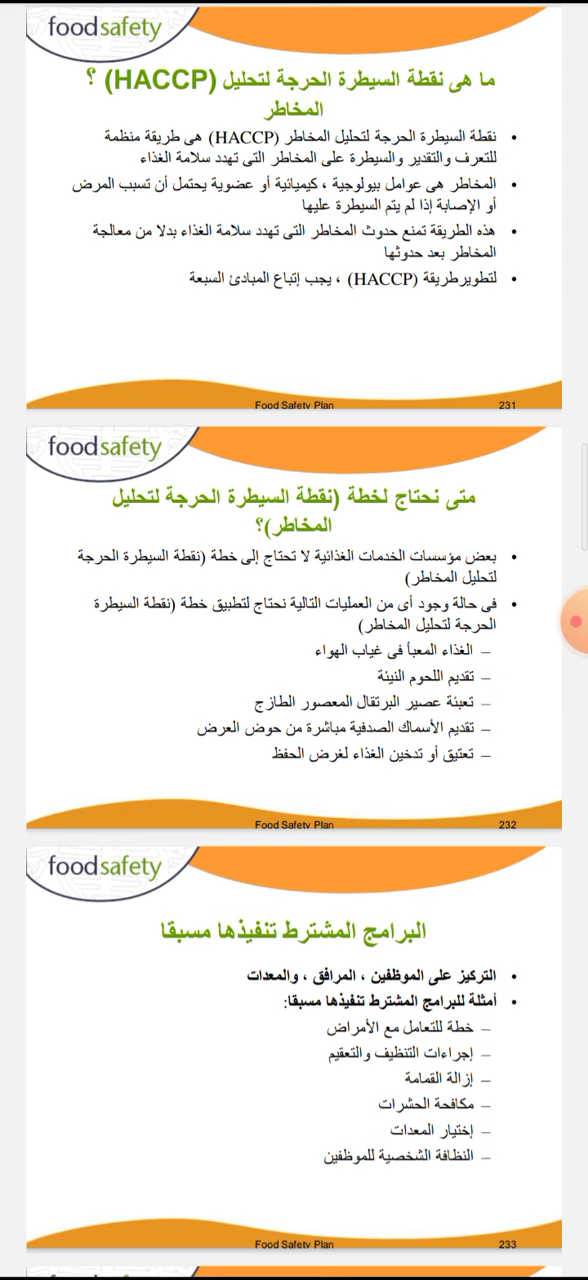 foodsafety
ما هى نقطة السيطرة الحرجة لتحليل (HACCP) ؟
المخاطر
• نقطة السيطرة الحرجة لتحليل المخاطر (HACCP) هى طريقة منظمة
للتعرف والتقدير والسيطرة على المخاطر التى تهدد سلامة الغذاء
• المخاطر هى عوامل بيولوجية ، كيميائية أو عضوية يحتمل أن تسبب المرض
أو الإصابة إذا لم يتم السيطرة عليها
• هذه الطريقة تمنع حدوث المخاطر التى تهدد سلامة الغذاء بدلا من معالجة
المخاطر بعد حدوثها
• لتطويرطريقة (HACCP) ، يجب إتباع المبادئ السبعة
Food Safety Plan 231
foodsafety
متى نحتاج لخطة (نقطة السيطرة الحرجة لتحليل
المخاطر)؟
• بعض مؤسسات الخدمات الغذائية لا تحتاج إلى خطة (نقطة السيطرة الحرجة
لتحليل المخاطر)
• فى حالة وجود أى من العمليات التالية نحتاج لتطبيق خطة (نقطة السيطرة
الحرجة لتحليل المخاطر)
– الغذاء المعبأ فى غياب الهواء
– تقديم اللحوم النيئة
– تعبئة عصير البرتقال المعصور الطازج
– تقديم الأسماك الصدفية مباشرة من حوض العرض
– تعتيق أو تدخين الغذاء لغرض الحفظ
Food Safety Plan 232
foodsafety
البرامج المشترط تنفيذها مسبقا
• التركيز على الموظفين ، المرافق ، والمعدات
• أمثلة للبرامج المشترط تنفيذها مسبقا:
– خطة للتعامل مع الأمراض
– إجراءات التنظيف والتعقيم
– إزالة القمامة
– مكافحة الحشرات
– إختيار المعدات
– النظافة الشخصية للموظفين
Food Safety Plan 233